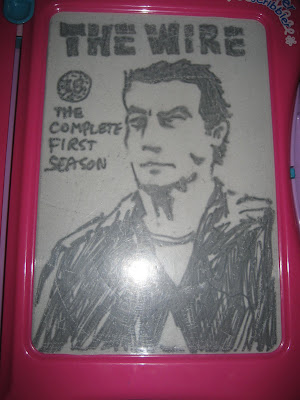 THE WIRE
THE
COMPLETE
FIRST
SEASON